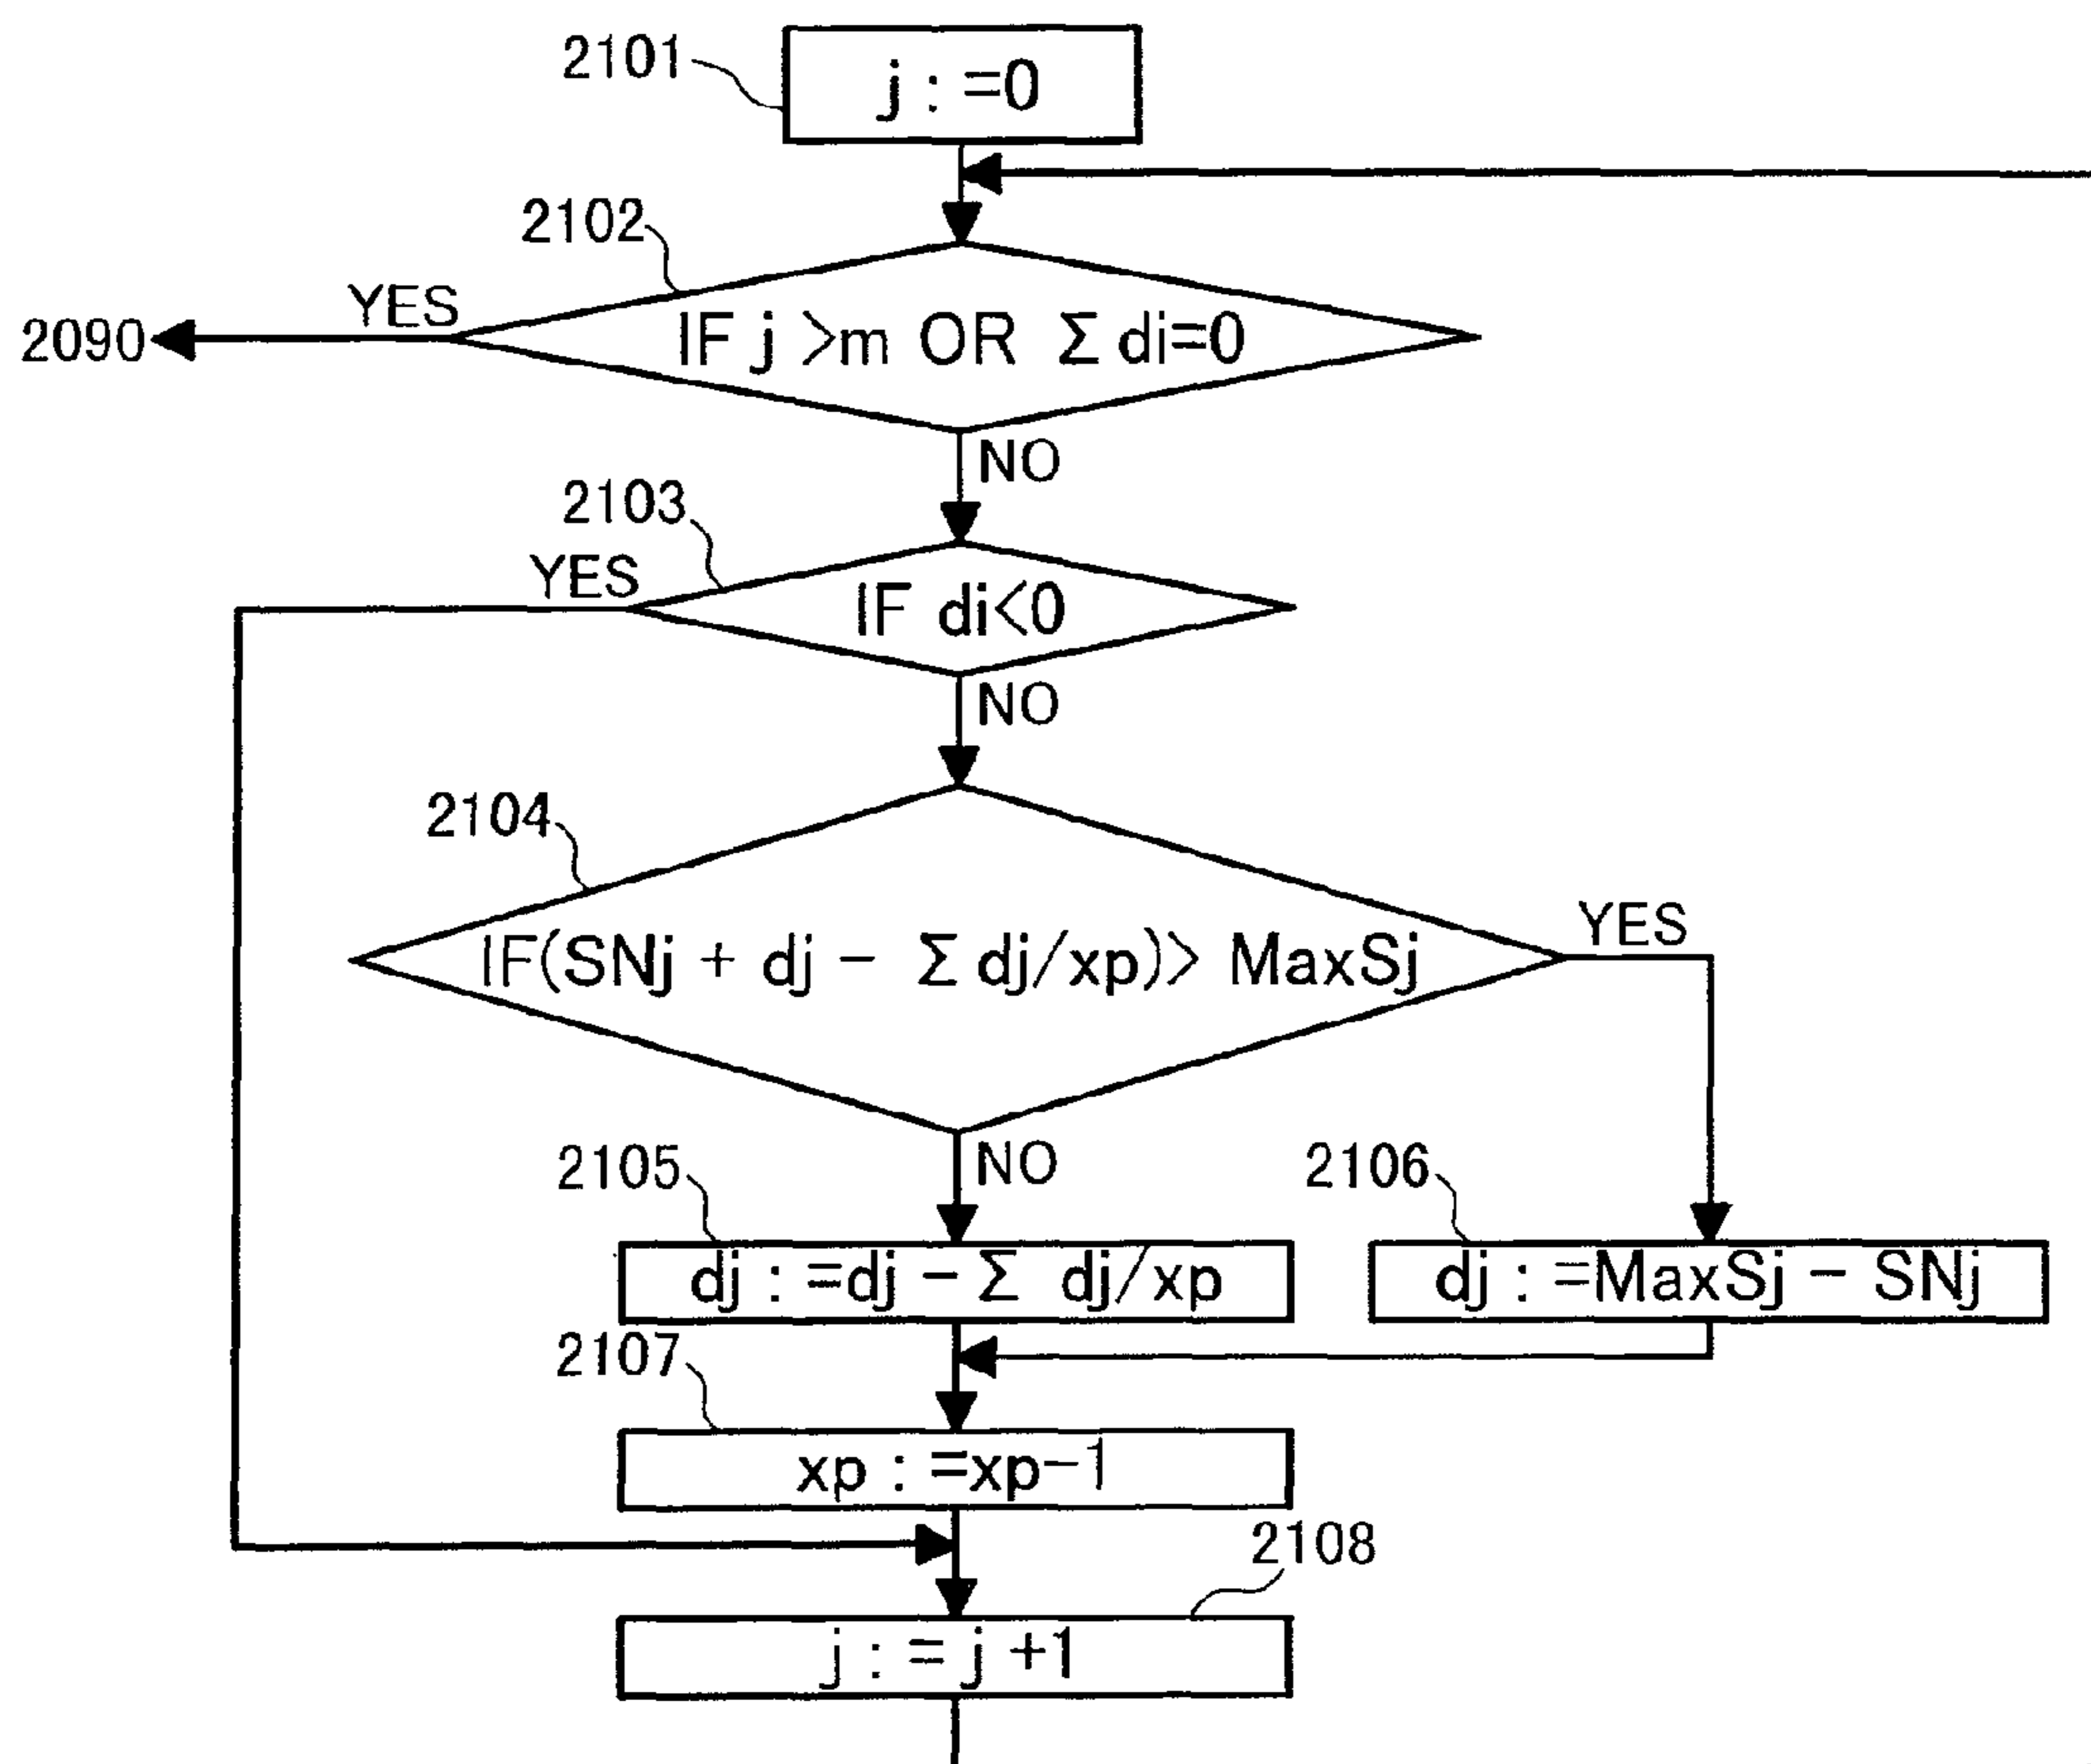 2101
j : =0
2102
YES
2090
IF j >m OR Σ di=0
NO
2103
YES
IF di<0
NO
2104
YES
IF(SNj + dj - Σ dj/xp)> MaxSj
NO
2105
2106
dj : =dj - Σ dj/xp
dj : =MaxSj - SNj
2107
xp : =xp-1
2108
j : = j +1